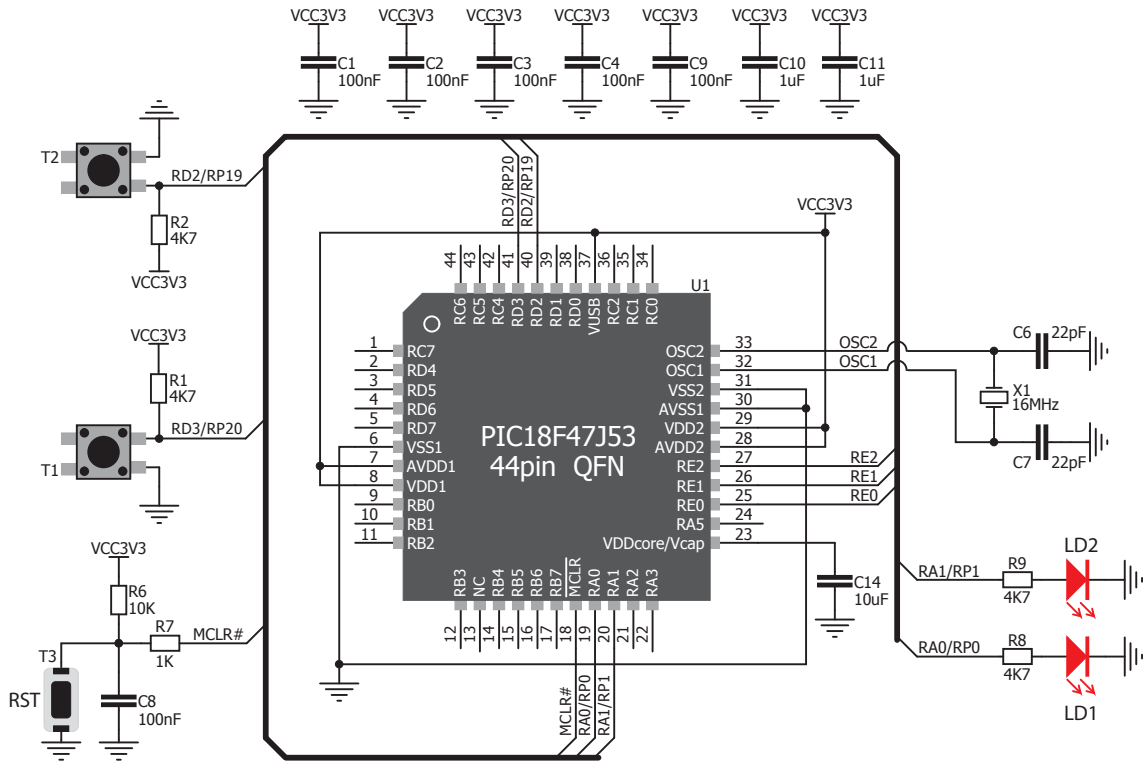 VCC3V3 VCC3V3 VCC3V3 VCC3V3 VCC3V3 VCC3V3 VCC3V3
C1 C2 C3 C4 C9 C10 C11
100nF 100nF 100nF 100nF 100nF 1uF 1uF
T2
RD2/RP19
R2
4K7
VCC3V3
VCC3V3
R1
4K7
RD3/RP20
T1
VCC3V3
R6
10K
R7
1K
MCLR#
T3
RST
C8
100nF
RD3/RP20
RD2/RP19
VCC3V3
44 43 42 41 40 39 38 37 36 35 34
RC6 RC5 RC4 RD3 RD2 RD1 RD0 VUSB RC2 RC1 RC0
U1
1 RC7
2 RD4
3 RD5
4 RD6
5 RD7
6 VSS1
7 AVDD1
8 VDD1
9 RB0
10 RB1
11 RB2
PIC18F47J53
44pin QFN
OSC2 33 OSC2
OSC1 32 OSC1
VSS2 31
AVSS1 30
VDD2 29
AVDD2 28
RE2 27 RE2
RE1 26 RE1
RE0 25 RE0
RA5 24
VDDcore/Vcap 23
RB3 NC RB4 RB5 RB6 RB7 MCLR RA0 RA1 RA2 RA3
12 13 14 15 16 17 18 19 20 21 22
MCLR#
RA0/RP0
RA1/RP1
C14
10uF
C6 22pF
X1
16MHz
C7 22pF
LD2
RA1/RP1 R9
4K7
RA0/RP0 R8
4K7
LD1